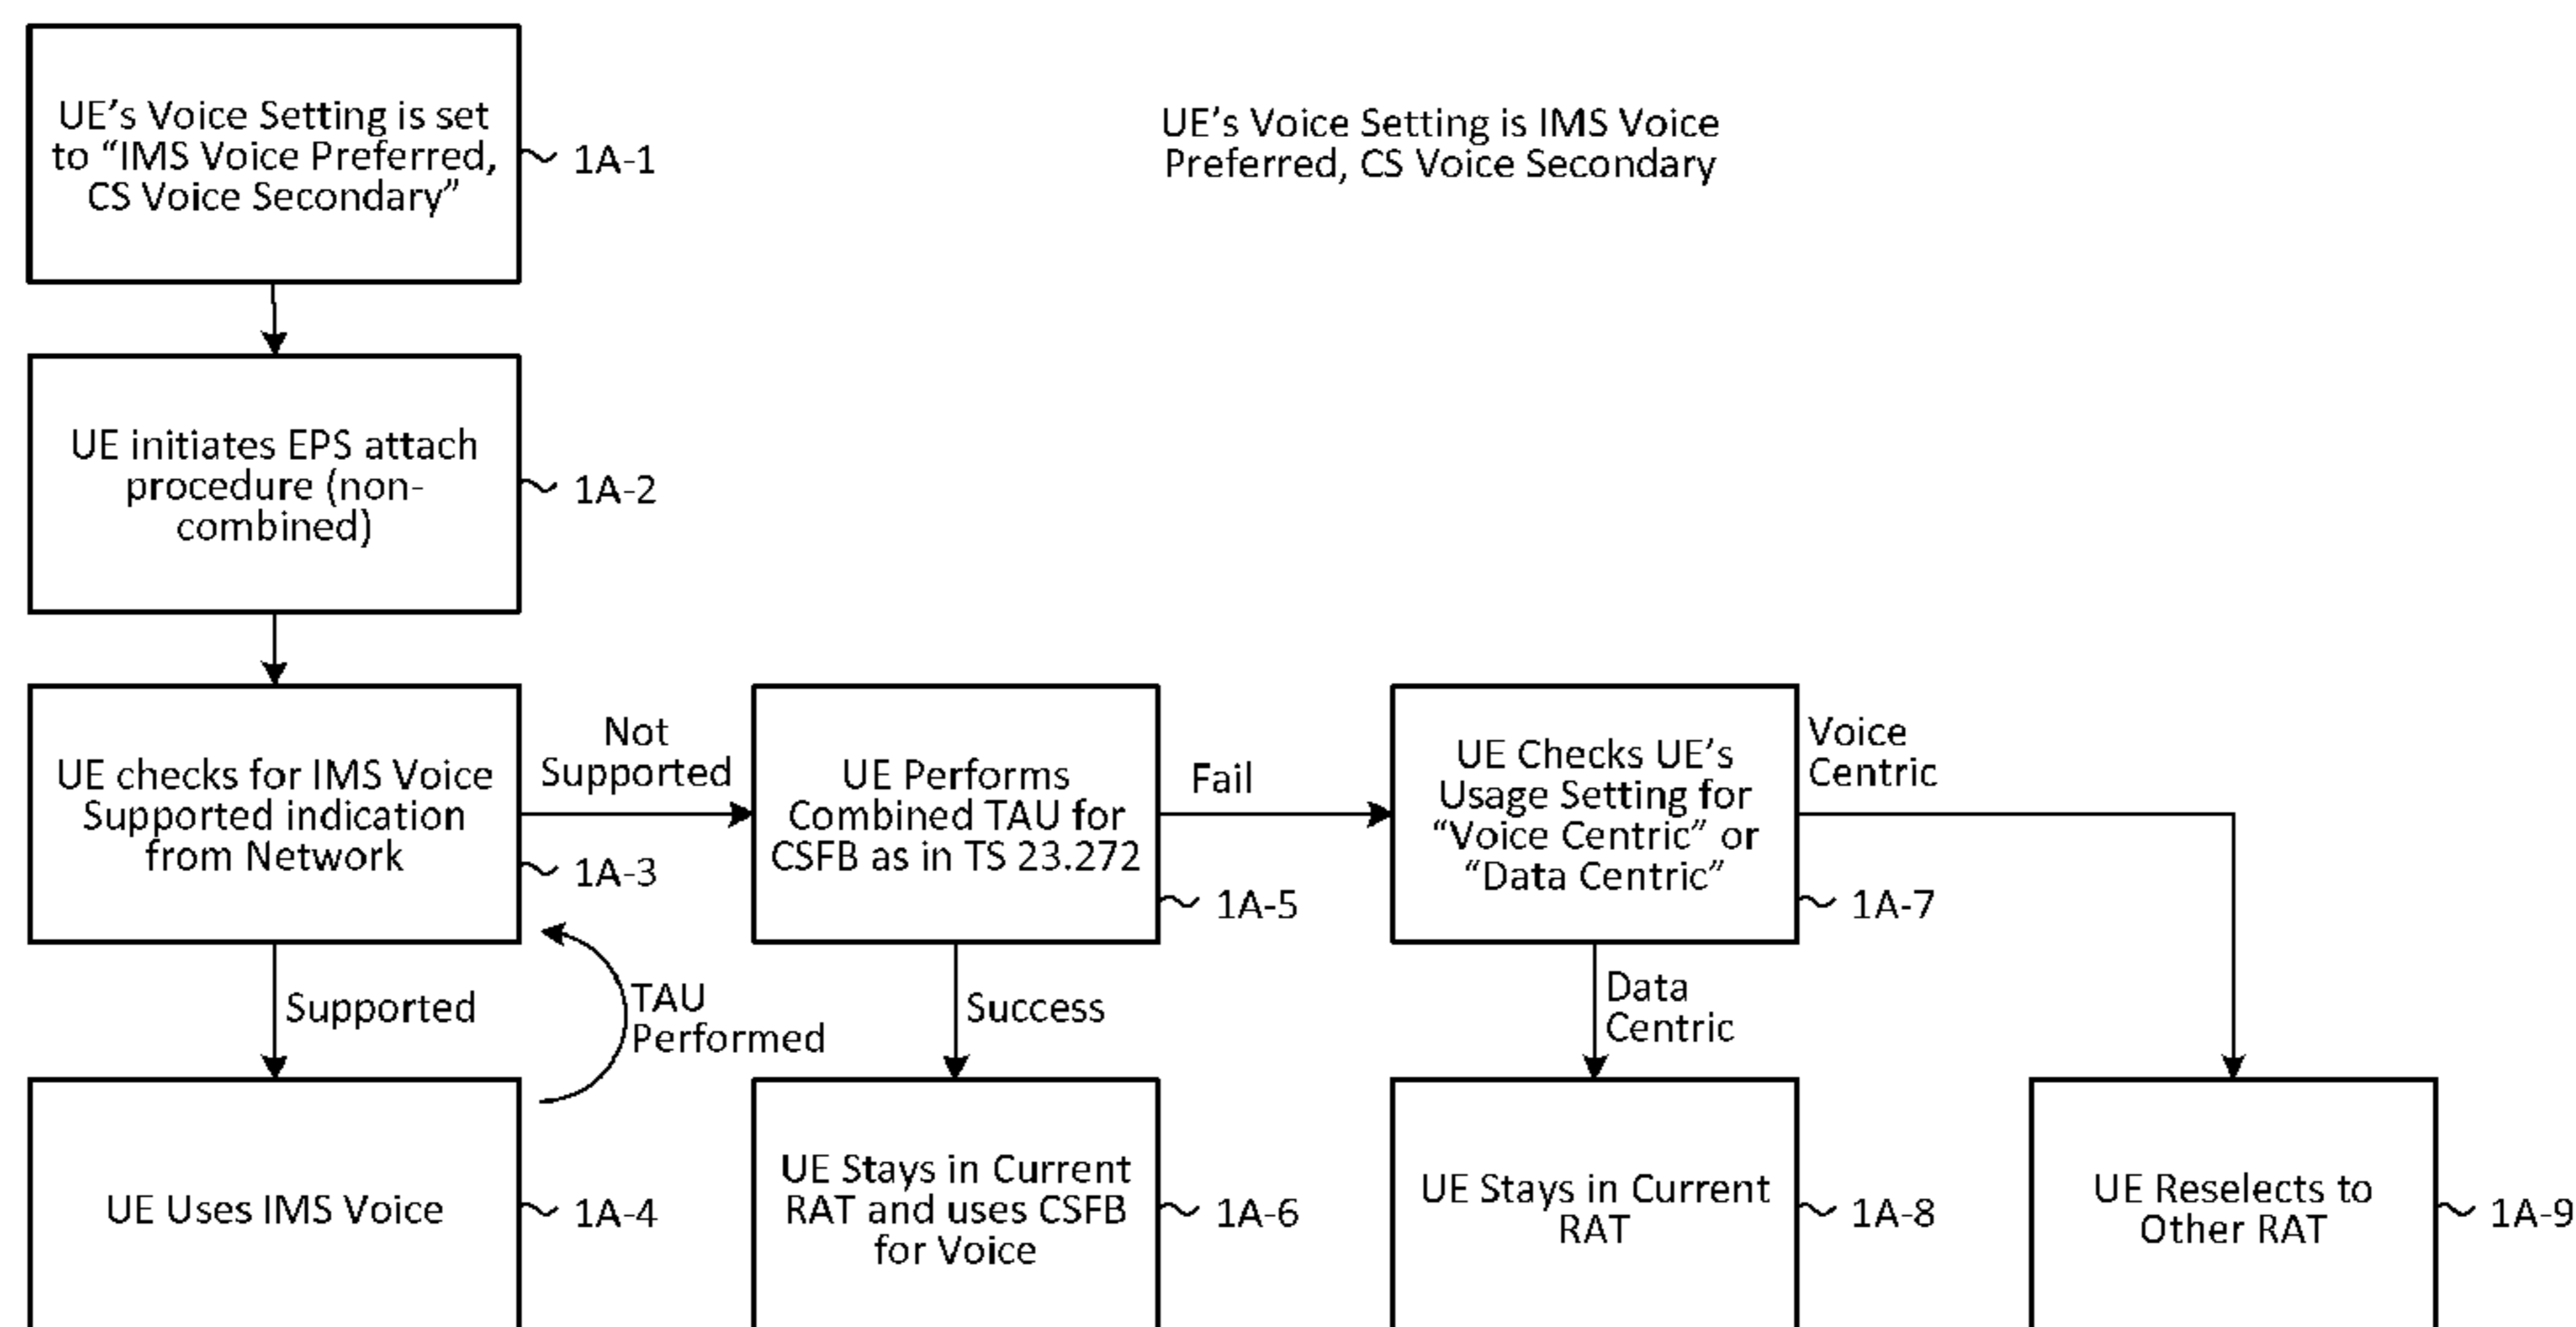 UE's Voice Setting is set
to “IMS Voice Preferred,
CS Voice Secondary”
1A-1
UE's Voice Setting is IMS Voice
Preferred, CS Voice Secondary
UE initiates EPS attach
procedure (non-
combined)
1A-2
UE checks for IMS Voice
Supported indication
from Network
1A-3
Not
Supported
UE Performs
Combined TAU for
CSFB as in TS 23.272
1A-5
Fail
UE Checks UE's
Usage Setting for
“Voice Centric” or
“Data Centric”
1A-7
Voice
Centric
Supported
TAU
Performed
Success
Data
Centric
UE Uses IMS Voice
1A-4
UE Stays in Current
RAT and uses CSFB
for Voice
1A-6
UE Stays in Current
RAT
1A-8
UE Reselects to
Other RAT
1A-9